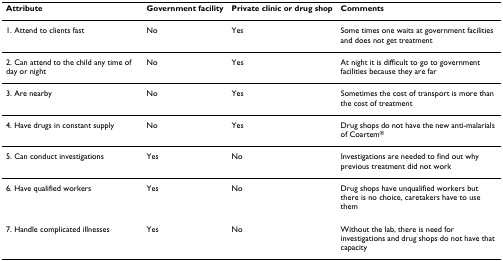 Attribute Government facility Private clinic or drug shop Comments
1. Attend to clients fast No Yes Some times one waits at government facilities
and does not get treatment
2. Can attend to the child any time of No Yes At night it is difficult to go to government
day or night facilities because they are far
3. Are nearby No Yes Sometimes the cost of transport is more than
the cost of treatment
4. Have drugs in constant supply No Yes Drug shops do not have the new anti-malarials
of Coartem®
5. Can conduct investigations Yes No Investigations are needed to find out why
previous treatment did not work
6. Have qualified workers Yes No Drug shops have unqualified workers but
there is no choice, caretakers have to use
them
7. Handle complicated illnesses Yes No Without the lab, there is need for
investigations and drug shops do not have that
capacity